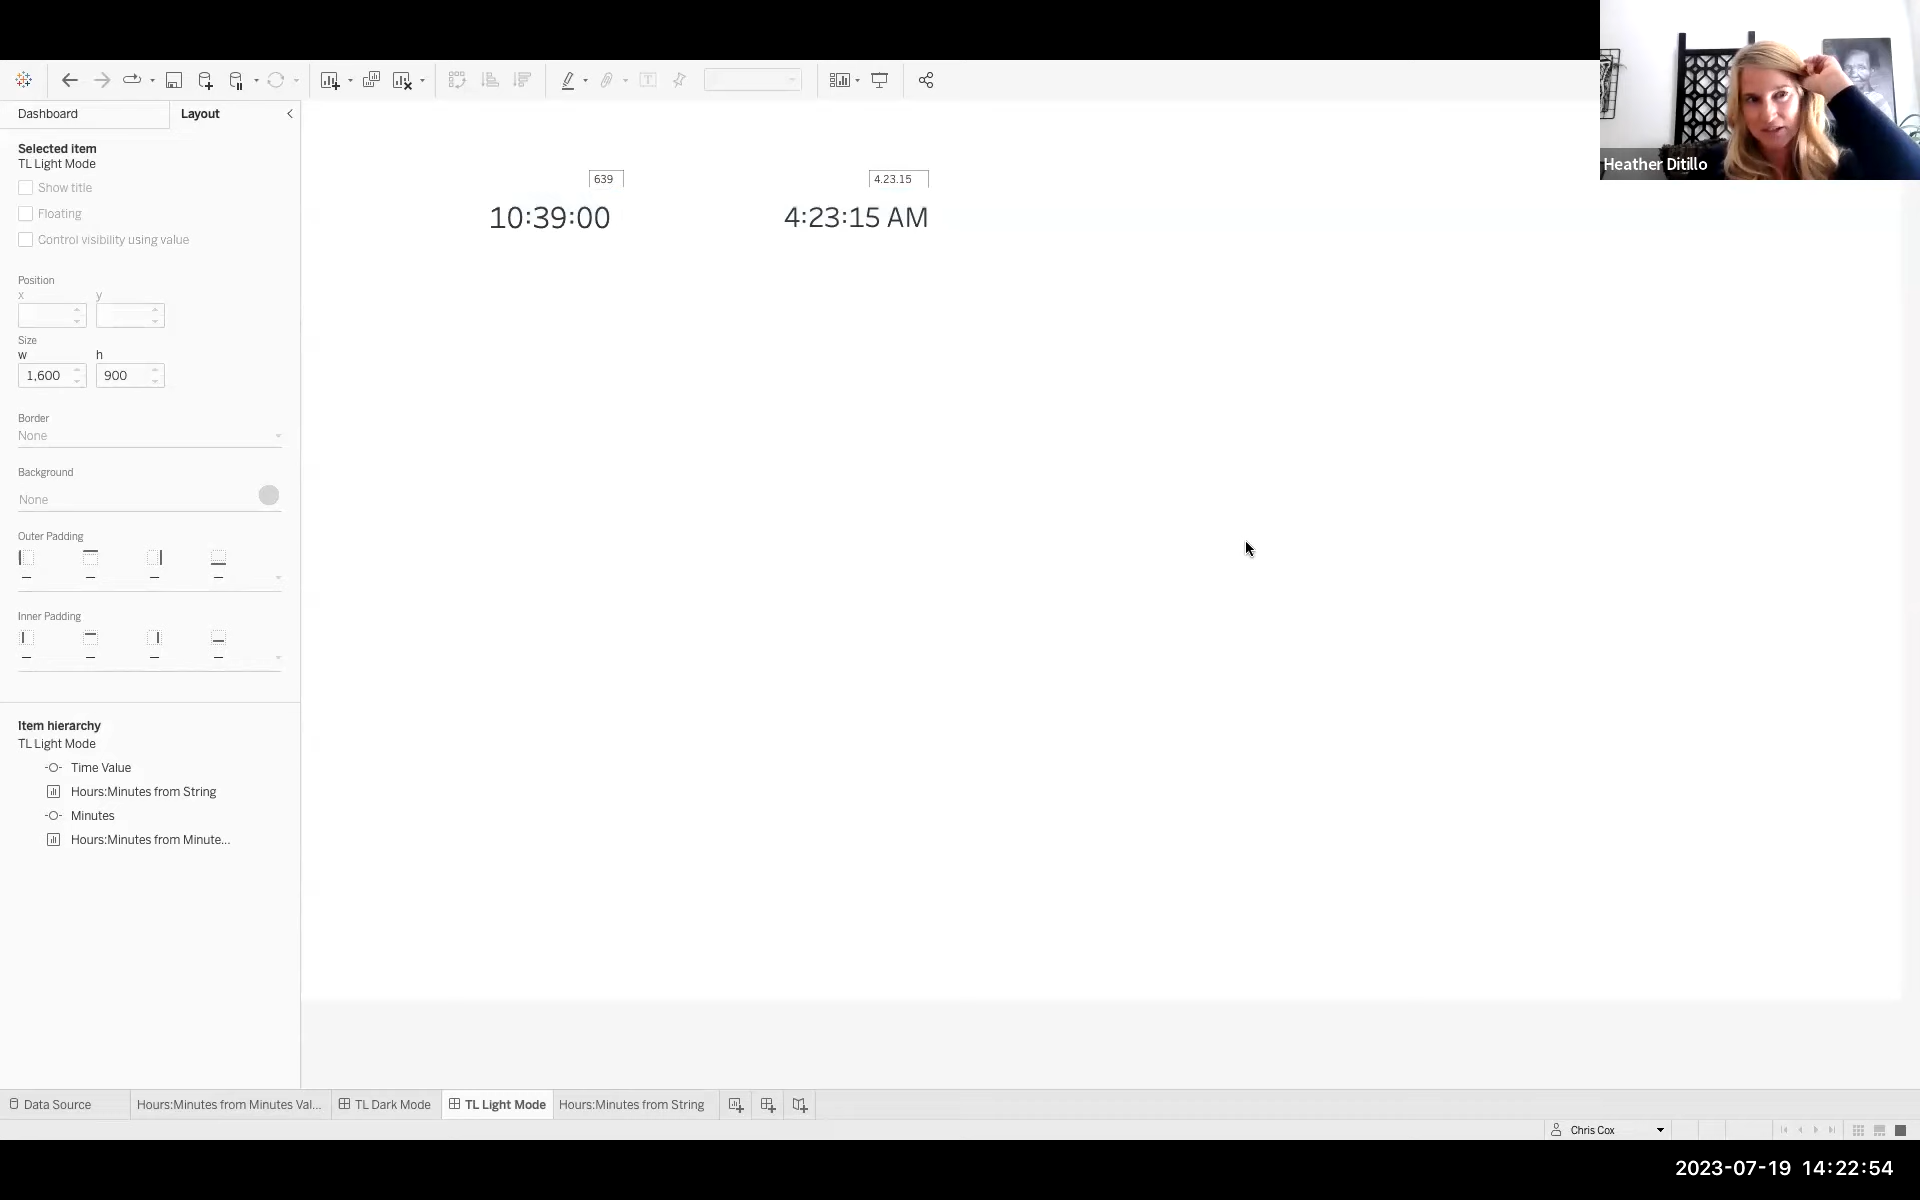 Heather Ditillo
Dashboard
Layout
Selected item
TL Light Mode
Show title
Floating
Control visibility using value
Position
x y
Size
w h
1,600 900
Border
None
Background
None
Outer Padding
Inner Padding
Item hierarchy
TL Light Mode
Time Value
Hours:Minutes from String
Minutes
Hours:Minutes from Minute...
639
4.23.15
10:39:00
4:23:15 AM
Data Source
Hours:Minutes from Minutes Val...
TL Dark Mode
TL Light Mode
Hours:Minutes from String
Chris Cox
2023-07-19 14:22:54